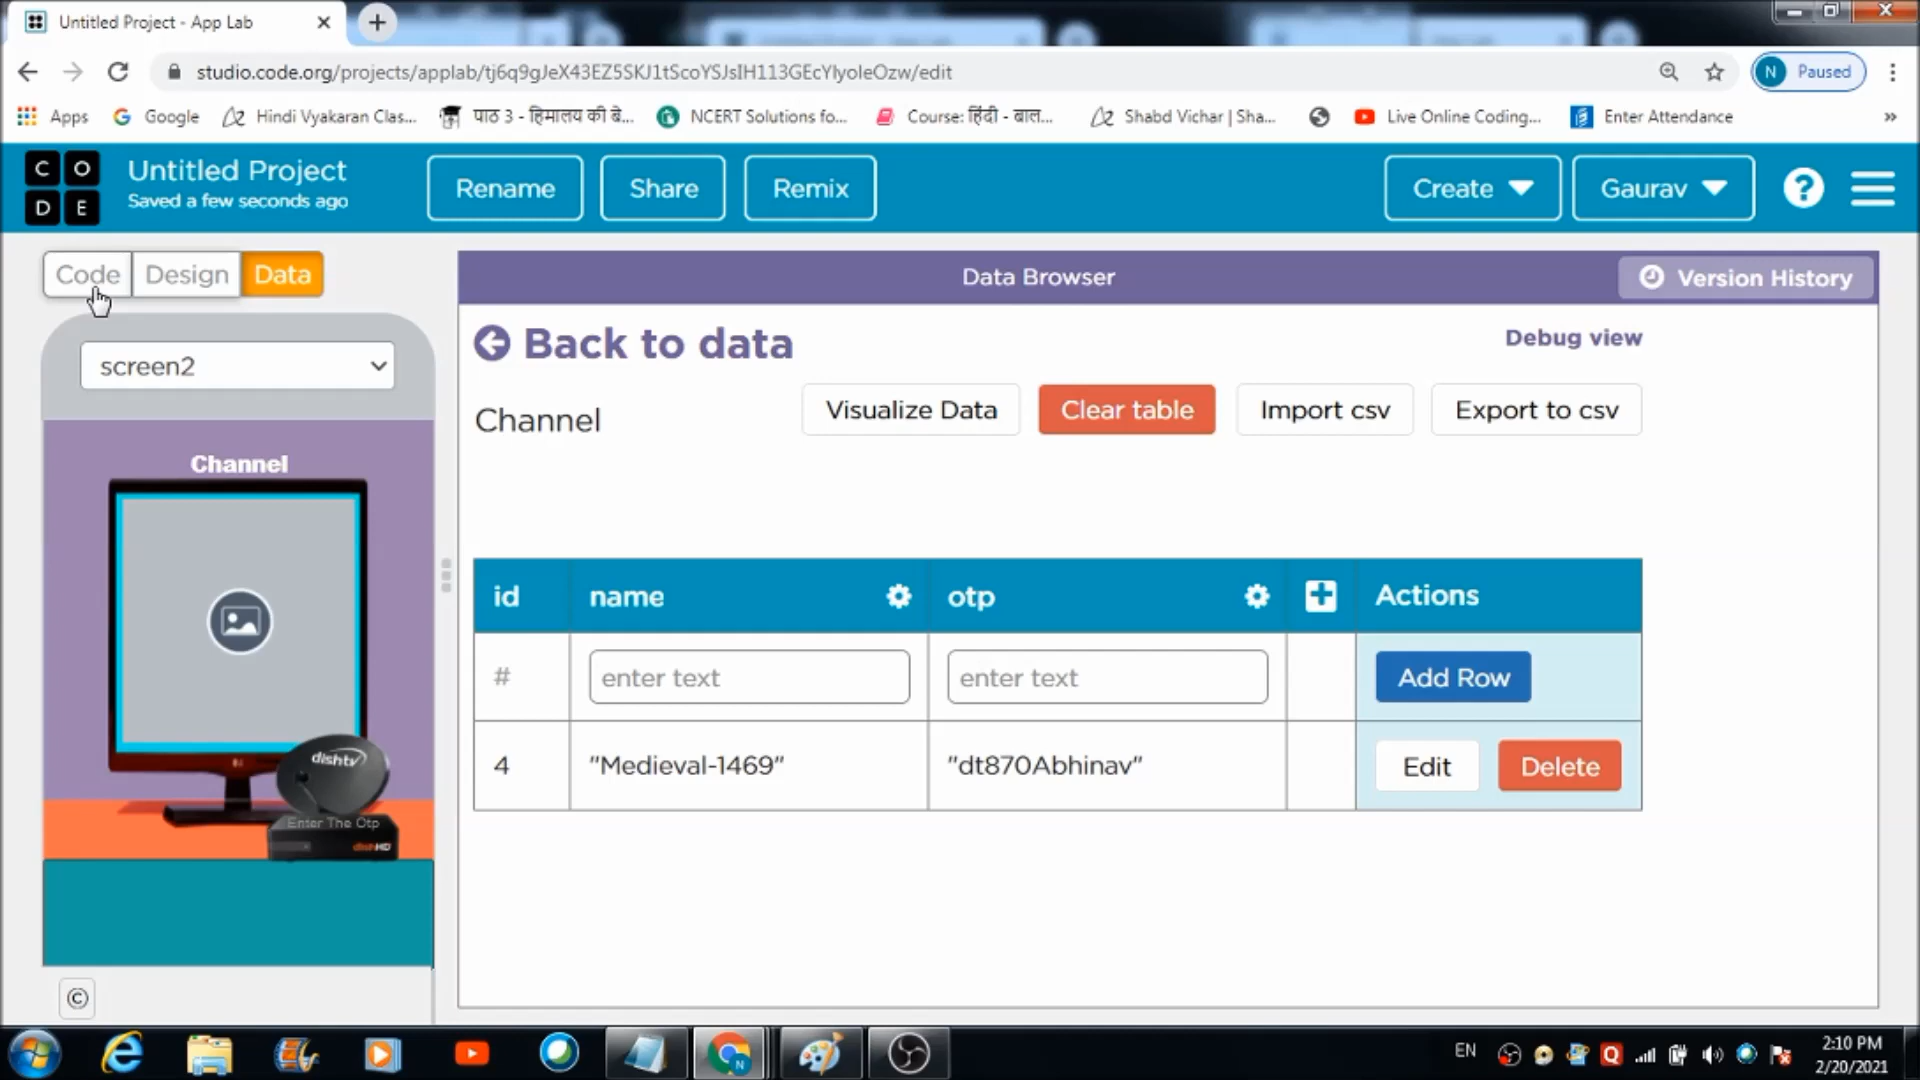 Untitled Project - App Lab
studio.code.org/projects/applab/tj6q9gJeX43EZ5SKJ1tScoYSJsIH113GEcYlyoleOzw/edit
N Paused
Apps Google Hindi Vyakaran Clas... पाठ 3 - हिमालय की बे... NCERT Solutions fo... Course: हिंदी - बाल... Shabd Vichar | Sha... Live Online Coding... Enter Attendance »
C O D E
Untitled Project
Saved a few seconds ago
Rename Share Remix Create Gaurav ?
Code Design Data
Data Browser
Version History
screen2
Back to data
Debug view
Channel
Visualize Data Clear table Import csv Export to csv
Channel
dishtv
Enter The Otp
dishHD
id name otp Actions
# enter text enter text Add Row
4 "Medieval-1469" "dt870Abhinav" Edit Delete
©
EN
2:10 PM
2/20/2021